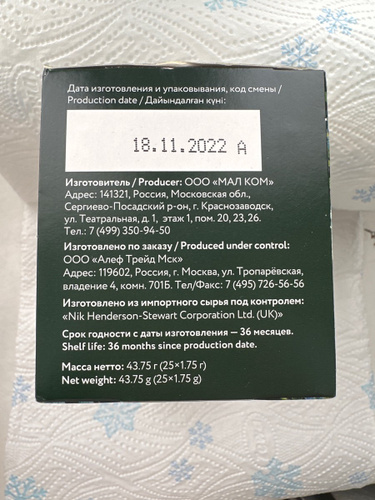 Дата изготовления и упаковывания, код смены /
Production date / Дайындалған күні:
18.11.2022 А
Изготовитель / Producer: ООО «МАЛ КОМ»
Адрес: 141321, Россия, Московская обл.,
Сергиево-Посадский р-он, г. Краснозаводск,
ул. Театральная, д. 1, этаж 1, пом. 20, 23,26.
Тел.: 7 (499) 350-94-50
Изготовлено по заказу / Produced under control:
ООО «Алеф Трейд Мск»
Адрес: 119602, Россия, г. Москва, ул. Тропарёвская,
владение 4, комн. 701Б. Тел/Факс: 7 (495) 726-56-56
Изготовлено из импортного сырья под контролем:
«Nik Henderson-Stewart Corporation Ltd. (UK)»
Срок годности с даты изготовления – 36 месяцев.
Shelf life: 36 months since production date.
Масса нетто: 43.75 г (25×1.75 г)
Net weight: 43.75 g (25×1.75 g)